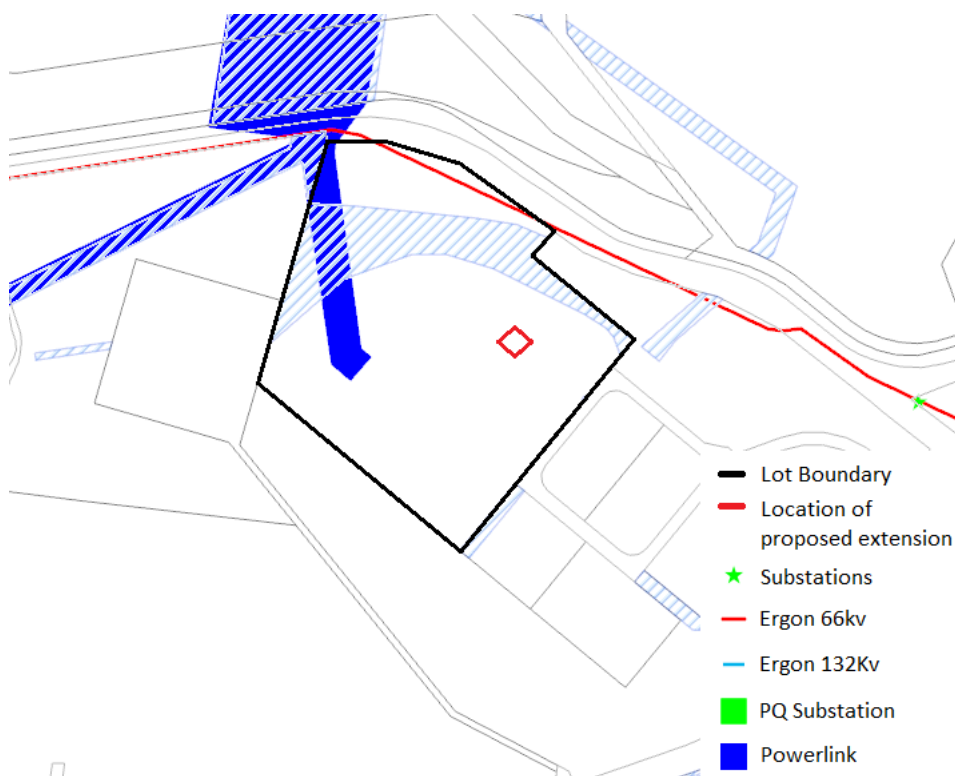 Lot Boundary
Location of
proposed extension
Substations
Ergon 66kv
Ergon 132Kv
PQ Substation
Powerlink